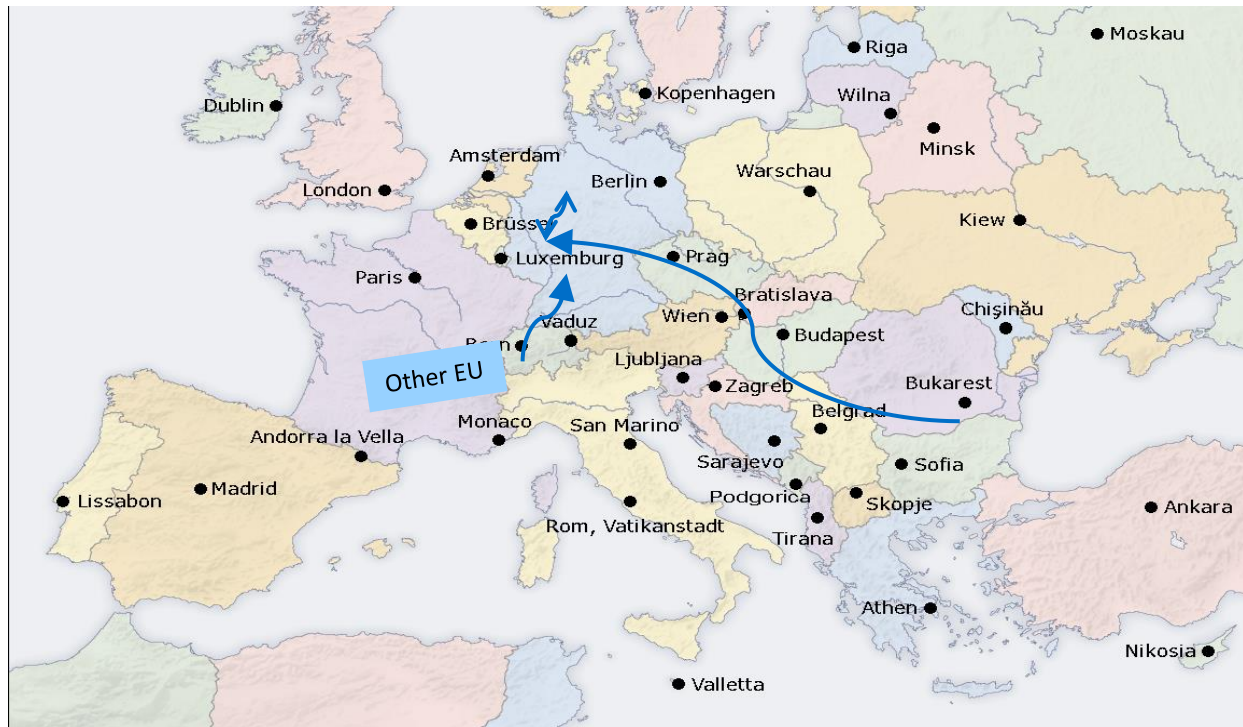 Moskau
Riga
Kopenhagen
Wilna
Dublin
Minsk
Amsterdam
Warschau
Berlin
London
Kiew
Brüssel
Prag
Luxemburg
Paris
Bratislava
Chişinău
Wien
Vaduz
Budapest
Bern
Ljubljana
Other EU
Zagreb
Bukarest
Belgrad
Monaco
San Marino
Andorra la Vella
Sarajevo
Sofia
Lissabon
Madrid
Podgorica
Skopje
Ankara
Rom, Vatikanstadt
Tirana
Athen
Nikosia
Valletta